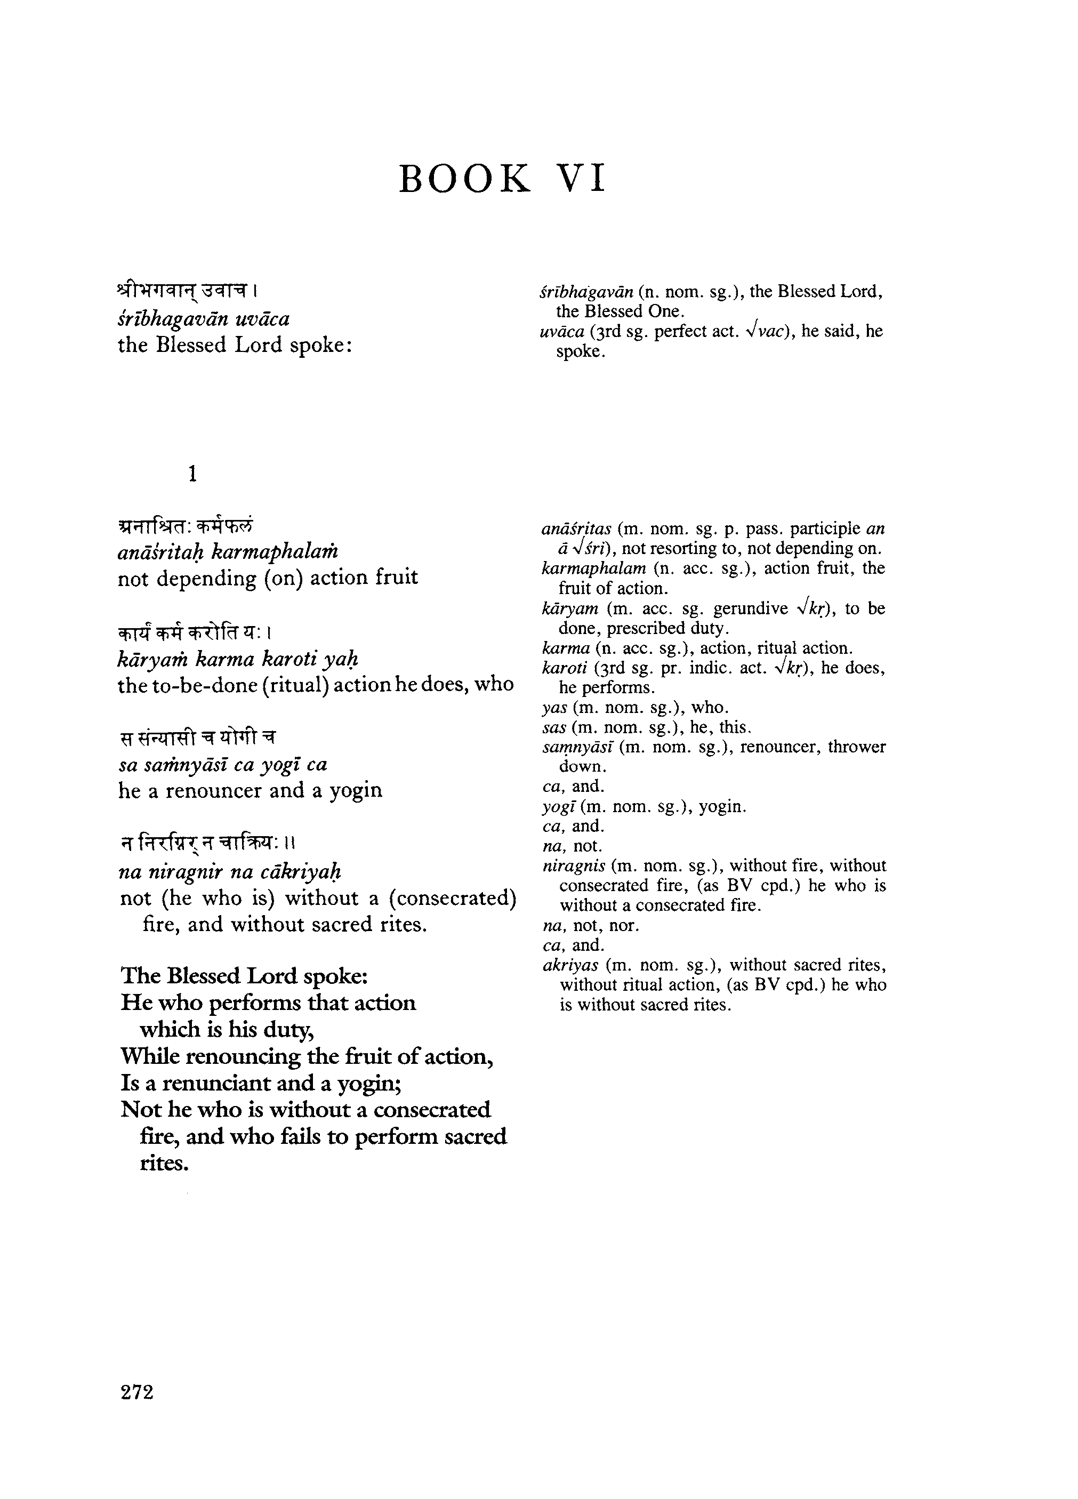 BOOK VI
श्रीभगवान् उवाच ।
śrībhagavān uvāca
the Blessed Lord spoke:
śrībhagavān (n. nom. sg.), the Blessed Lord,
the Blessed One.
uvāca (3rd sg. perfect act. √vac), he said, he
spoke.
1
अनाश्रितः कर्मफलं
anāśritaḥ karmaphalaṁ
not depending (on) action fruit
कार्यं कर्म करोति यः ।
kāryaṁ karma karoti yaḥ
the to-be-done (ritual) action he does, who
स संन्यासी च योगी च
sa saṁnyāsī ca yogī ca
he a renouncer and a yogin
न निरग्निर् न चाक्रियः ॥
na niragnir na cākriyaḥ
not (he who is) without a (consecrated)
fire, and without sacred rites.
The Blessed Lord spoke:
He who performs that action
which is his duty,
While renouncing the fruit of action,
Is a renunciant and a yogin;
Not he who is without a consecrated
fire, and who fails to perform sacred
rites.
anāśritas (m. nom. sg. p. pass. participle an
ā √śri), not resorting to, not depending on.
karmaphalam (n. acc. sg.), action fruit, the
fruit of action.
kāryam (m. acc. sg. gerundive √kṛ), to be
done, prescribed duty.
karma (n. acc. sg.), action, ritual action.
karoti (3rd sg. pr. indic. act. √kṛ), he does,
he performs.
yas (m. nom. sg.), who.
sas (m. nom. sg.), he, this.
saṃnyāsī (m. nom. sg.), renouncer, thrower
down.
ca, and.
yogī (m. nom. sg.), yogin.
ca, and.
na, not.
niragnis (m. nom. sg.), without fire, without
consecrated fire, (as BV cpd.) he who is
without a consecrated fire.
na, not, nor.
ca, and.
akriyas (m. nom. sg.), without sacred rites,
without ritual action, (as BV cpd.) he who
is without sacred rites.
272